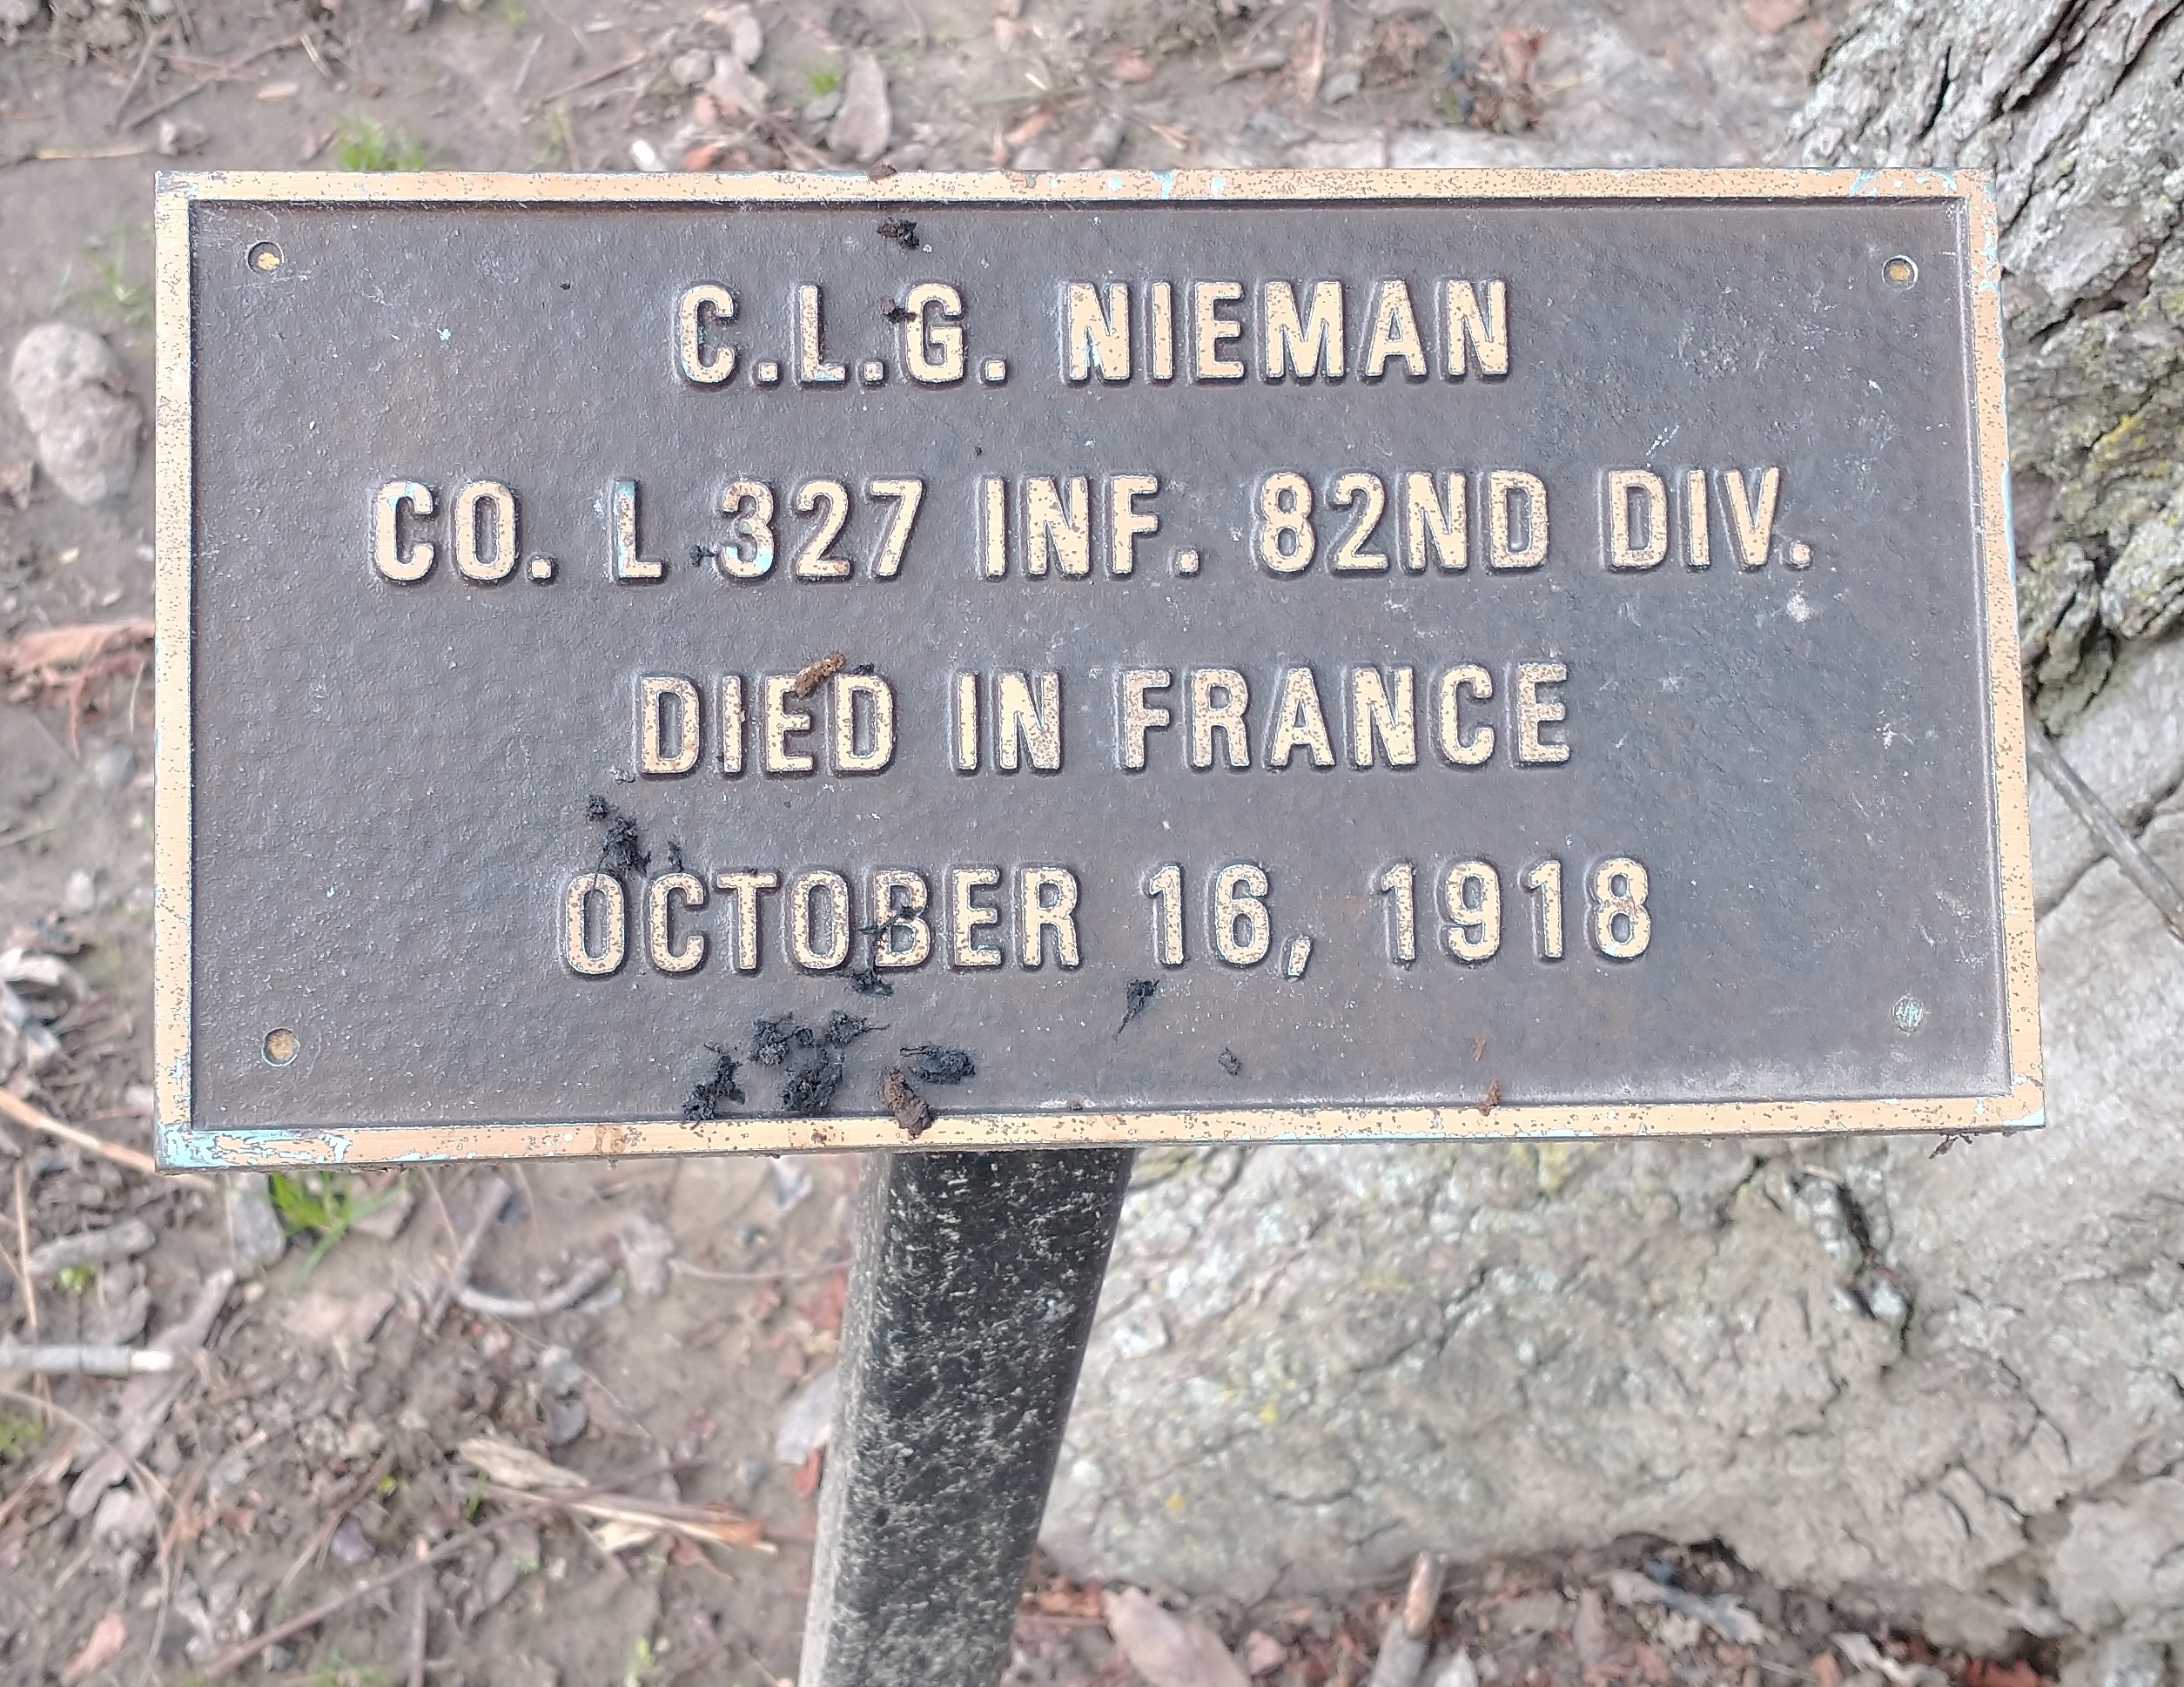 C.L.G. NIEMAN
CO. L 327 INF. 82ND DIV.
DIED IN FRANCE
OCTOBER 16, 1918